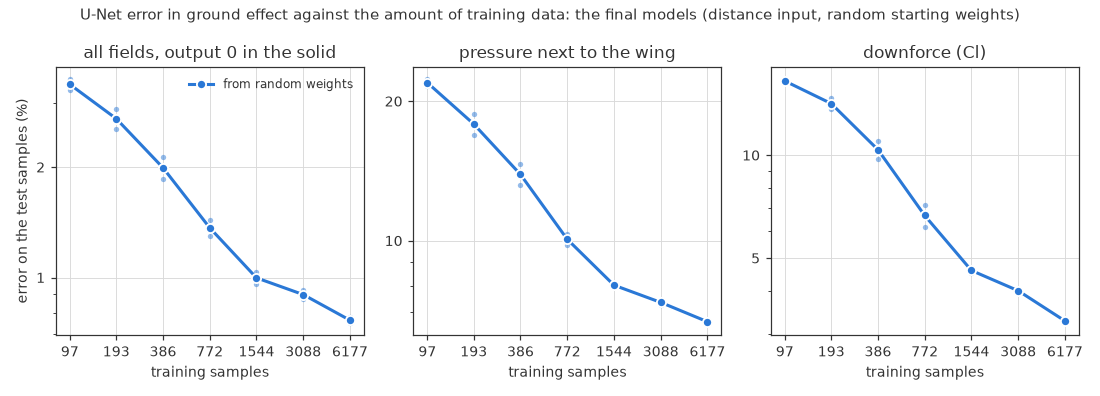 U-Net error in ground effect against the amount of training data: the final models (distance input, random starting weights)
all fields, output 0 in the solid
pressure next to the wing
downforce (Cl)
from random weights
error on the test samples (%)
2
1
20
10
10
5
97 193 386 772 1544 3088 6177
97 193 386 772 1544 3088 6177
97 193 386 772 1544 3088 6177
training samples
training samples
training samples